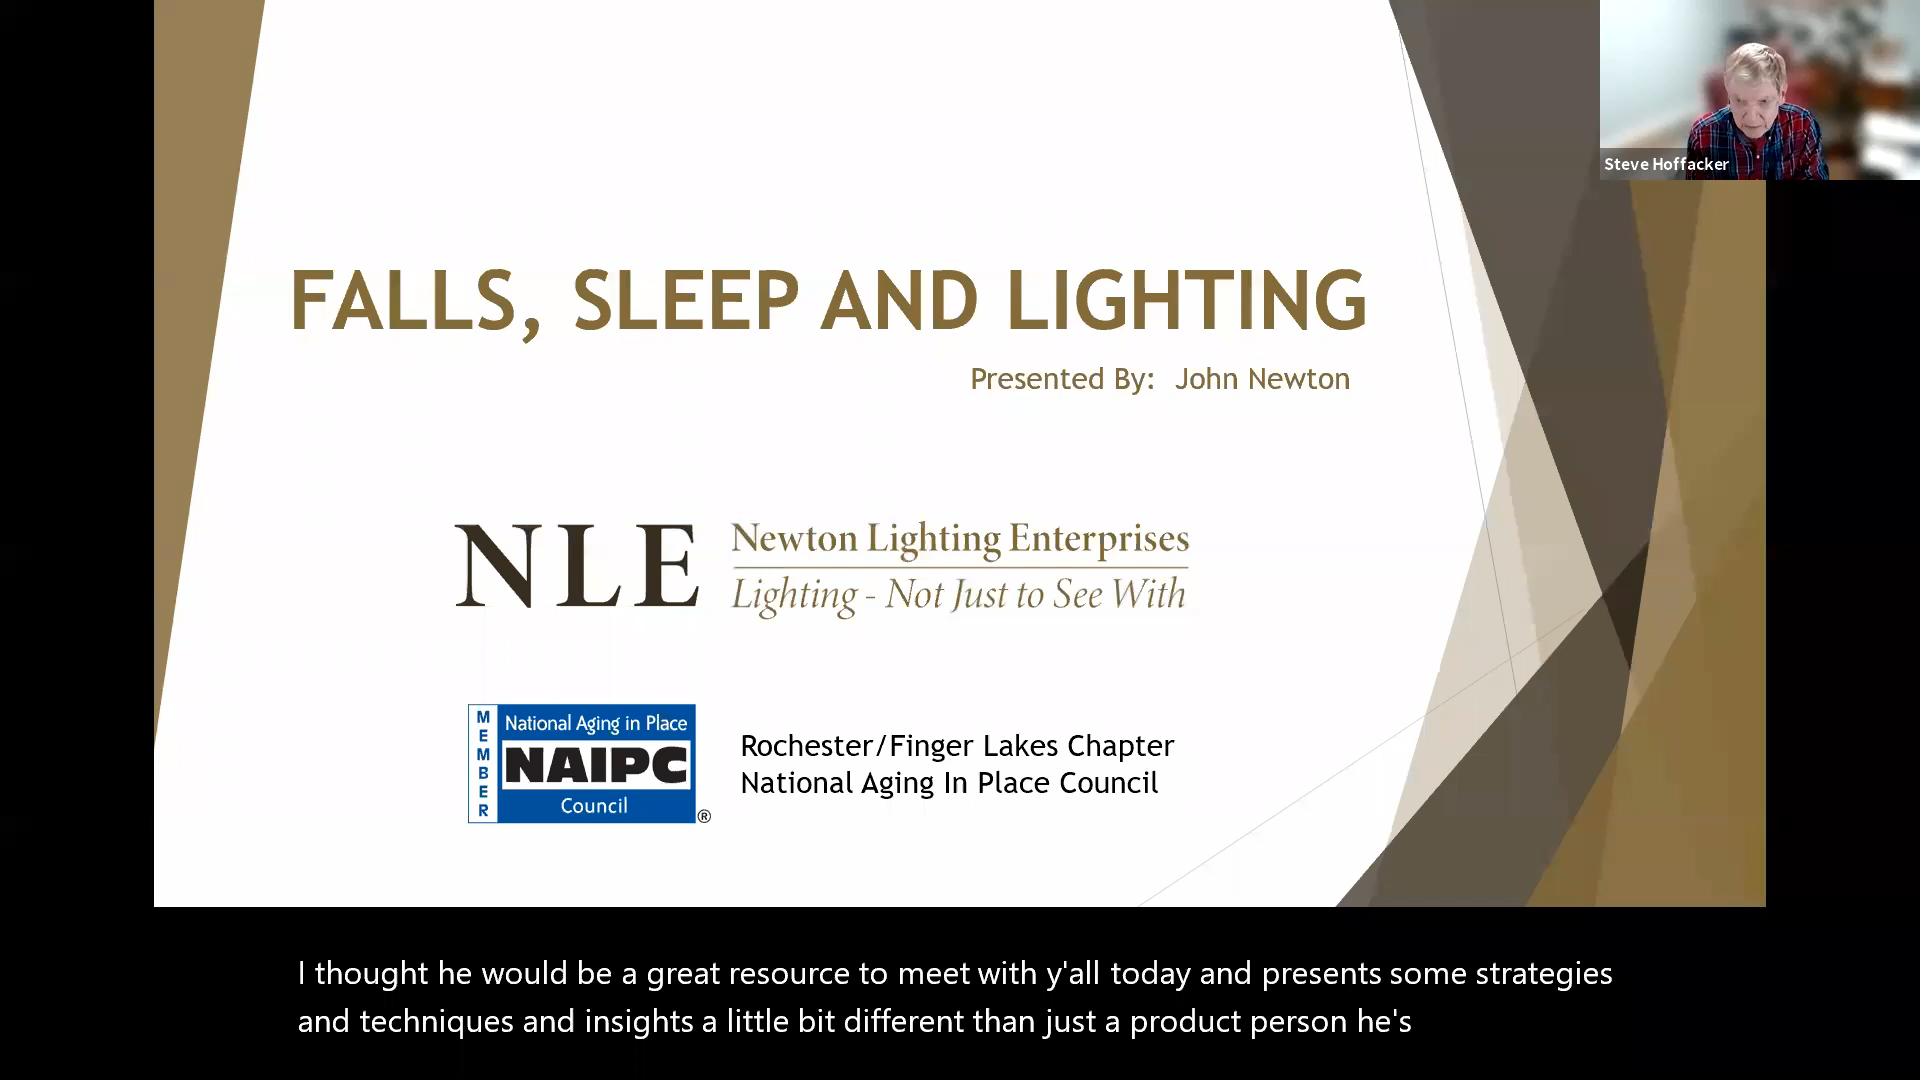 Steve Hoffacker
FALLS, SLEEP AND LIGHTING
Presented By: John Newton
NLE
Newton Lighting Enterprises
Lighting - Not Just to See With
MEMBER
National Aging in Place
NAIPC
Council
®
Rochester/Finger Lakes Chapter
National Aging In Place Council
I thought he would be a great resource to meet with y'all today and presents some strategies
and techniques and insights a little bit different than just a product person he's